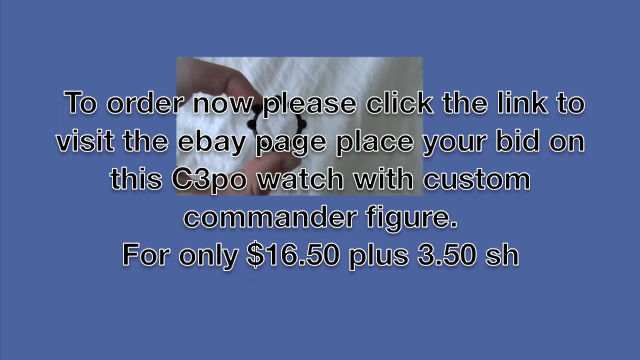 To order now please click the link to
visit the ebay page place your bid on
this C3po watch with custom
commander figure.
For only $16.50 plus 3.50 sh